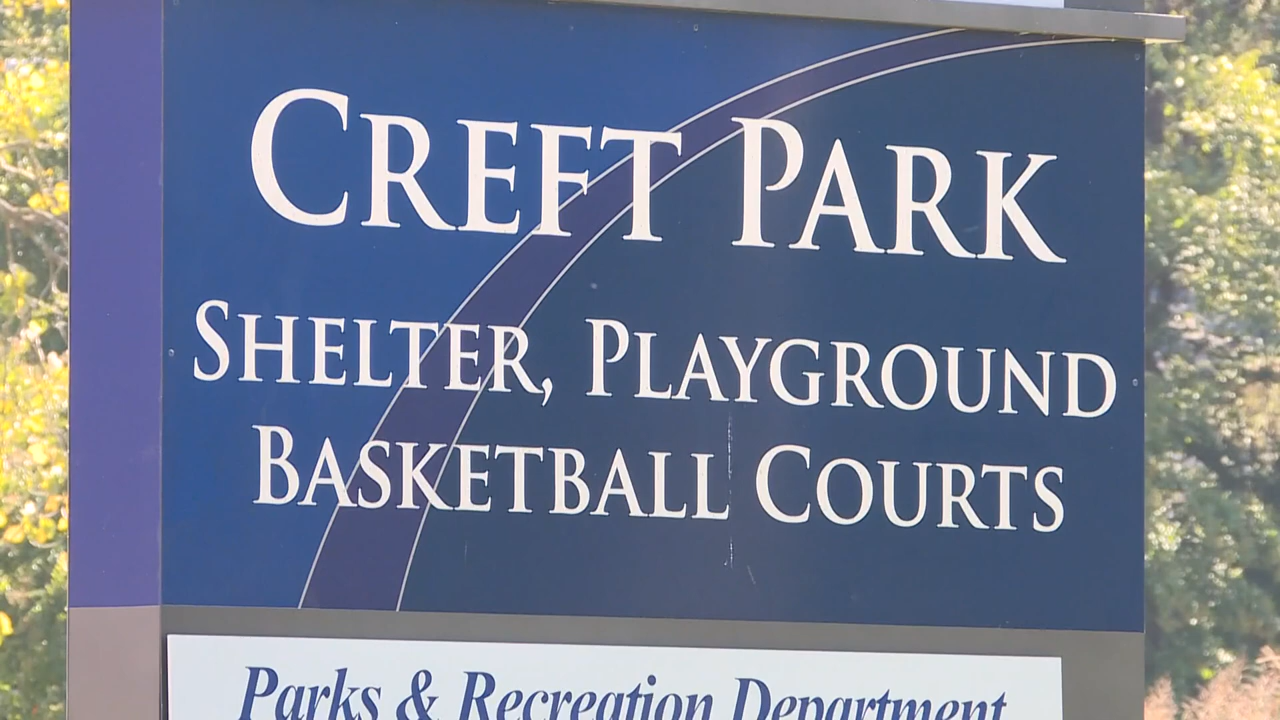 CREFT PARK
SHELTER, PLAYGROUND
BASKETBALL COURTS
Parks & Recreation Department